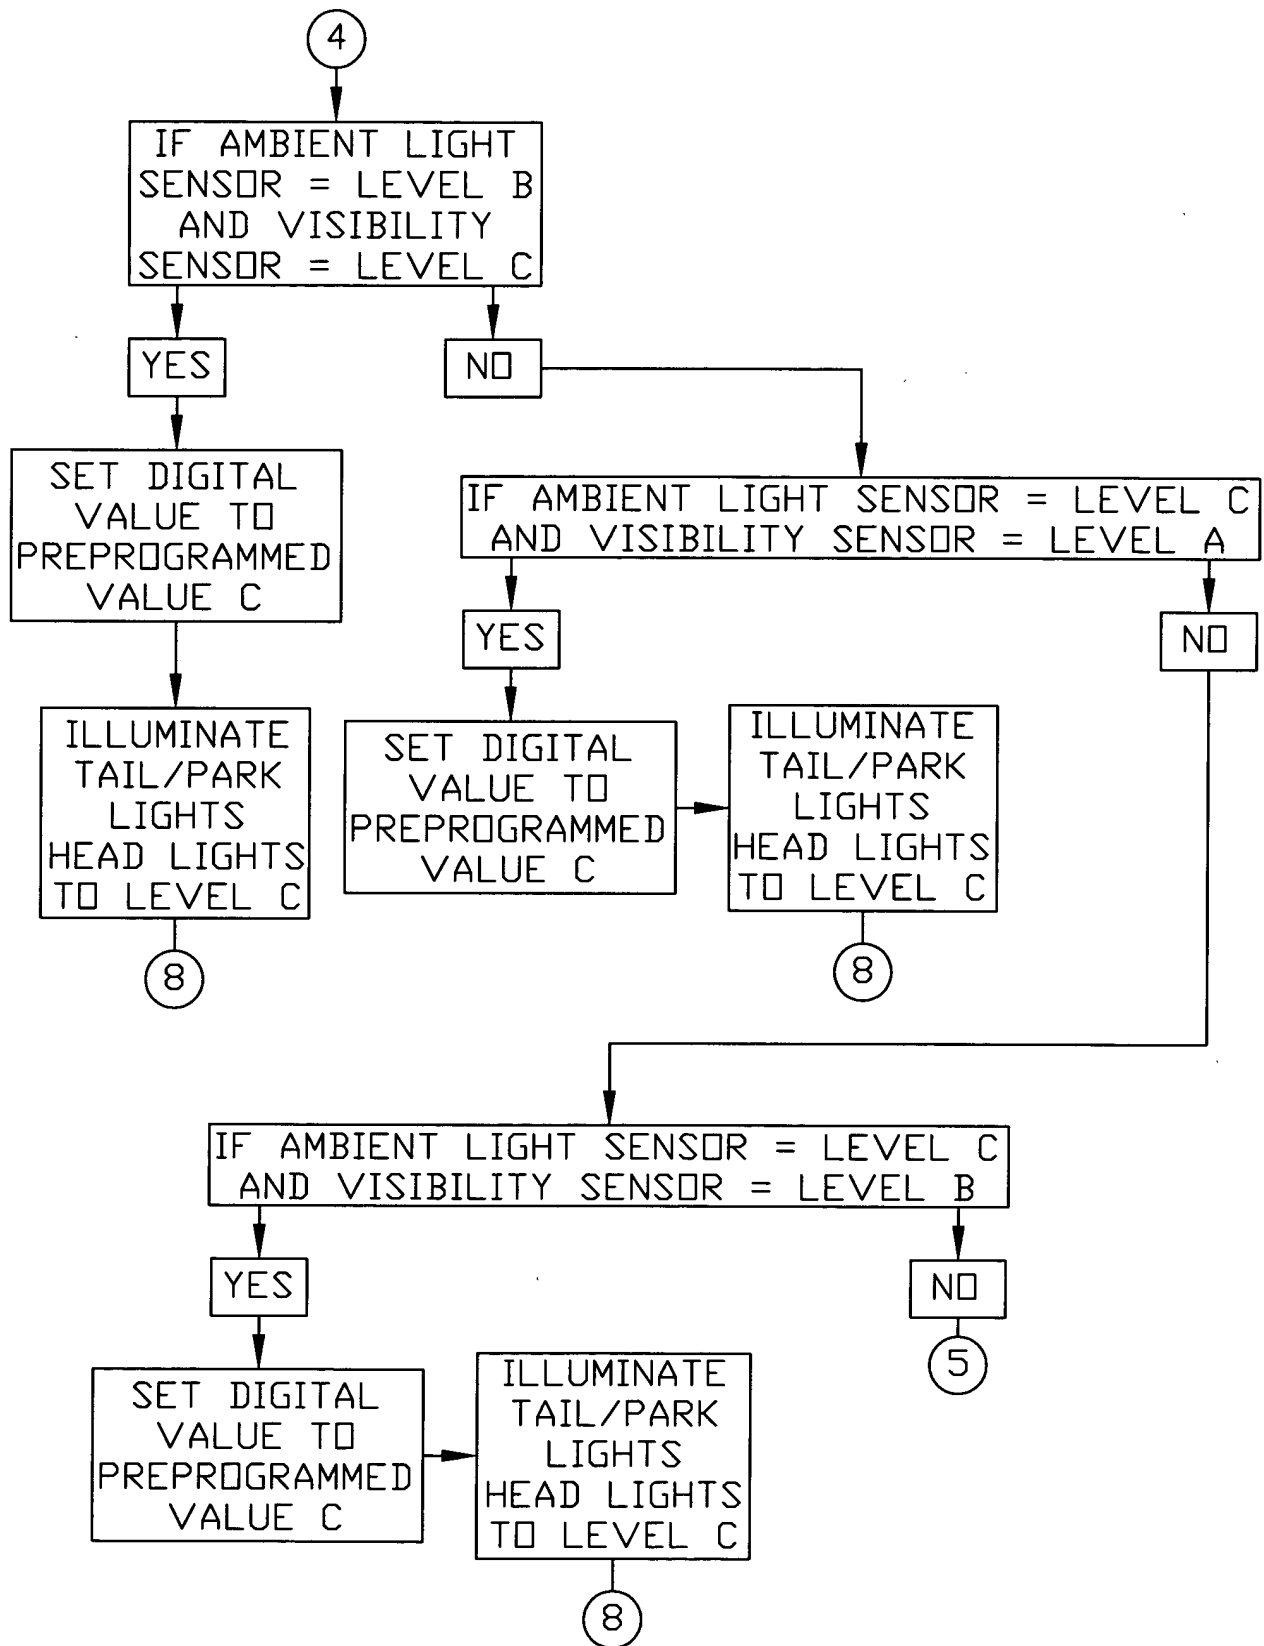 4
IF AMBIENT LIGHT
SENSOR = LEVEL B
AND VISIBILITY
SENSOR = LEVEL C
YES
NO
SET DIGITAL
VALUE TO
PREPROGRAMMED
VALUE C
ILLUMINATE
TAIL/PARK
LIGHTS
HEAD LIGHTS
TO LEVEL C
8
IF AMBIENT LIGHT SENSOR = LEVEL C
AND VISIBILITY SENSOR = LEVEL A
YES
NO
SET DIGITAL
VALUE TO
PREPROGRAMMED
VALUE C
ILLUMINATE
TAIL/PARK
LIGHTS
HEAD LIGHTS
TO LEVEL C
8
IF AMBIENT LIGHT SENSOR = LEVEL C
AND VISIBILITY SENSOR = LEVEL B
YES
NO
5
SET DIGITAL
VALUE TO
PREPROGRAMMED
VALUE C
ILLUMINATE
TAIL/PARK
LIGHTS
HEAD LIGHTS
TO LEVEL C
8